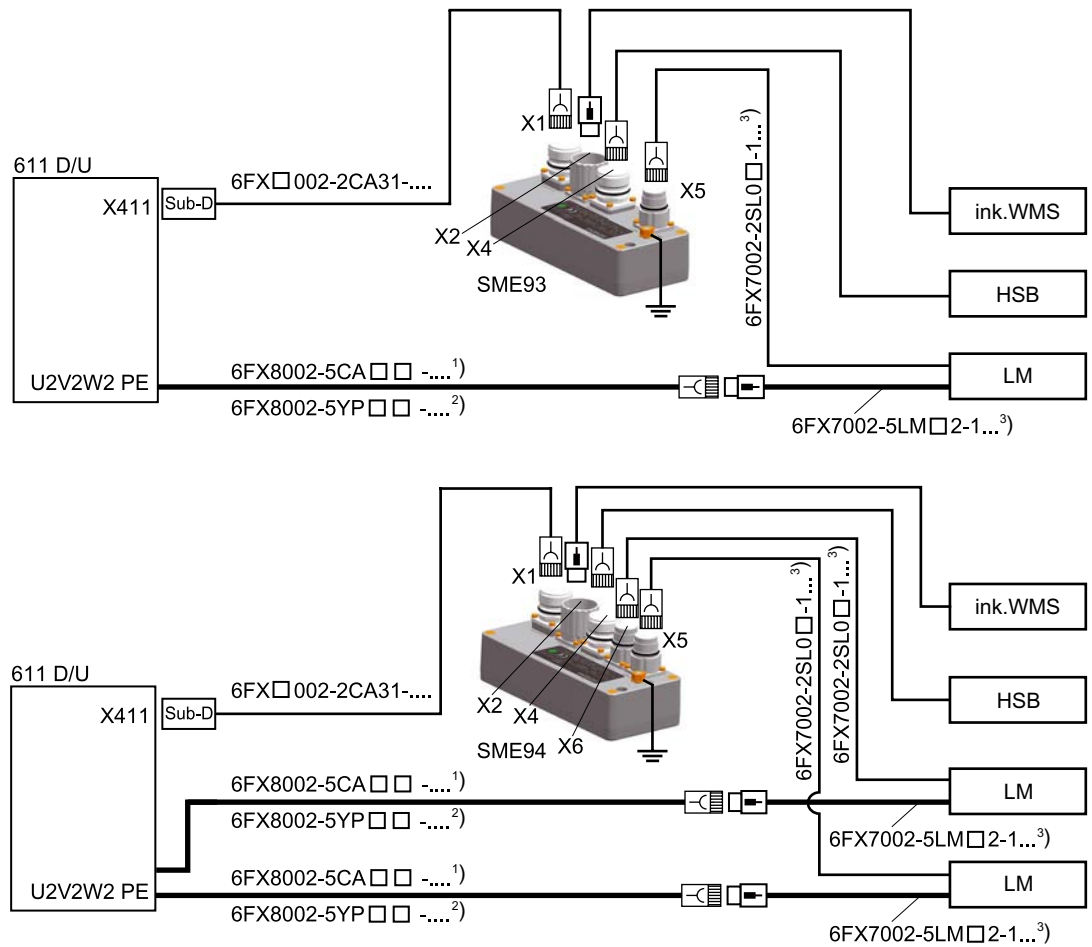 X1
X5
6FX7002-2SL0□-1...³)
611 D/U
X411
Sub-D
6FX□002-2CA31-....
X2
X4
SME93
ink.WMS
HSB
LM
U2V2W2 PE
6FX8002-5CA□□-....¹)
6FX8002-5YP□□-....²)
6FX7002-5LM□2-1...³)
X1
X5
6FX7002-2SL0□-1...³)
6FX7002-2SL0□-1...³)
ink.WMS
611 D/U
X411
Sub-D
6FX□002-2CA31-....
X2
X4
X6
SME94
HSB
6FX8002-5CA□□-....¹)
6FX8002-5YP□□-....²)
LM
6FX7002-5LM□2-1...³)
U2V2W2 PE
6FX8002-5CA□□-....¹)
6FX8002-5YP□□-....²)
LM
6FX7002-5LM□2-1...³)